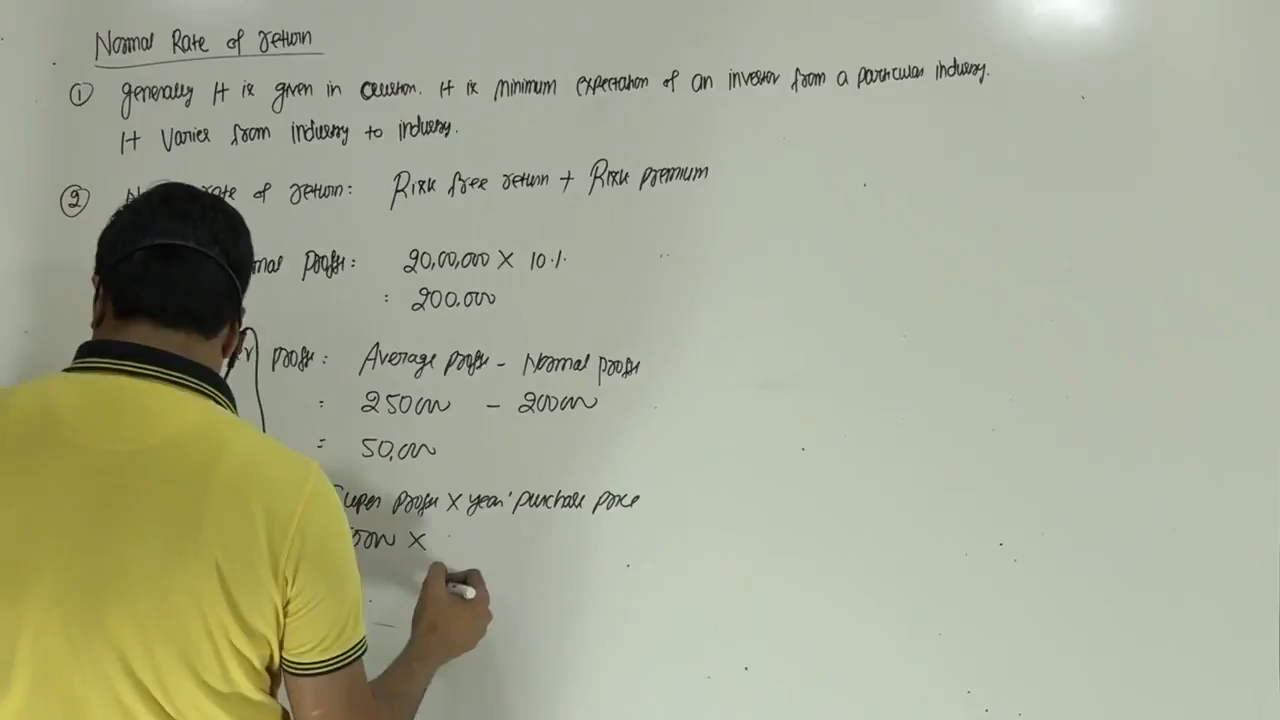 Normal Rate of return
① generally It is given in question. It is minimum expectation of an investor from a particular industry.
It Varies from industry to industry.
② rate of return: Risk free return + Risk premium
mal profit: 20,00,000 X 10%
: 200.000
profit: Average profit - Normal profit
= 250000 - 200000
= 50,000
Super profit X year' purchase price
X